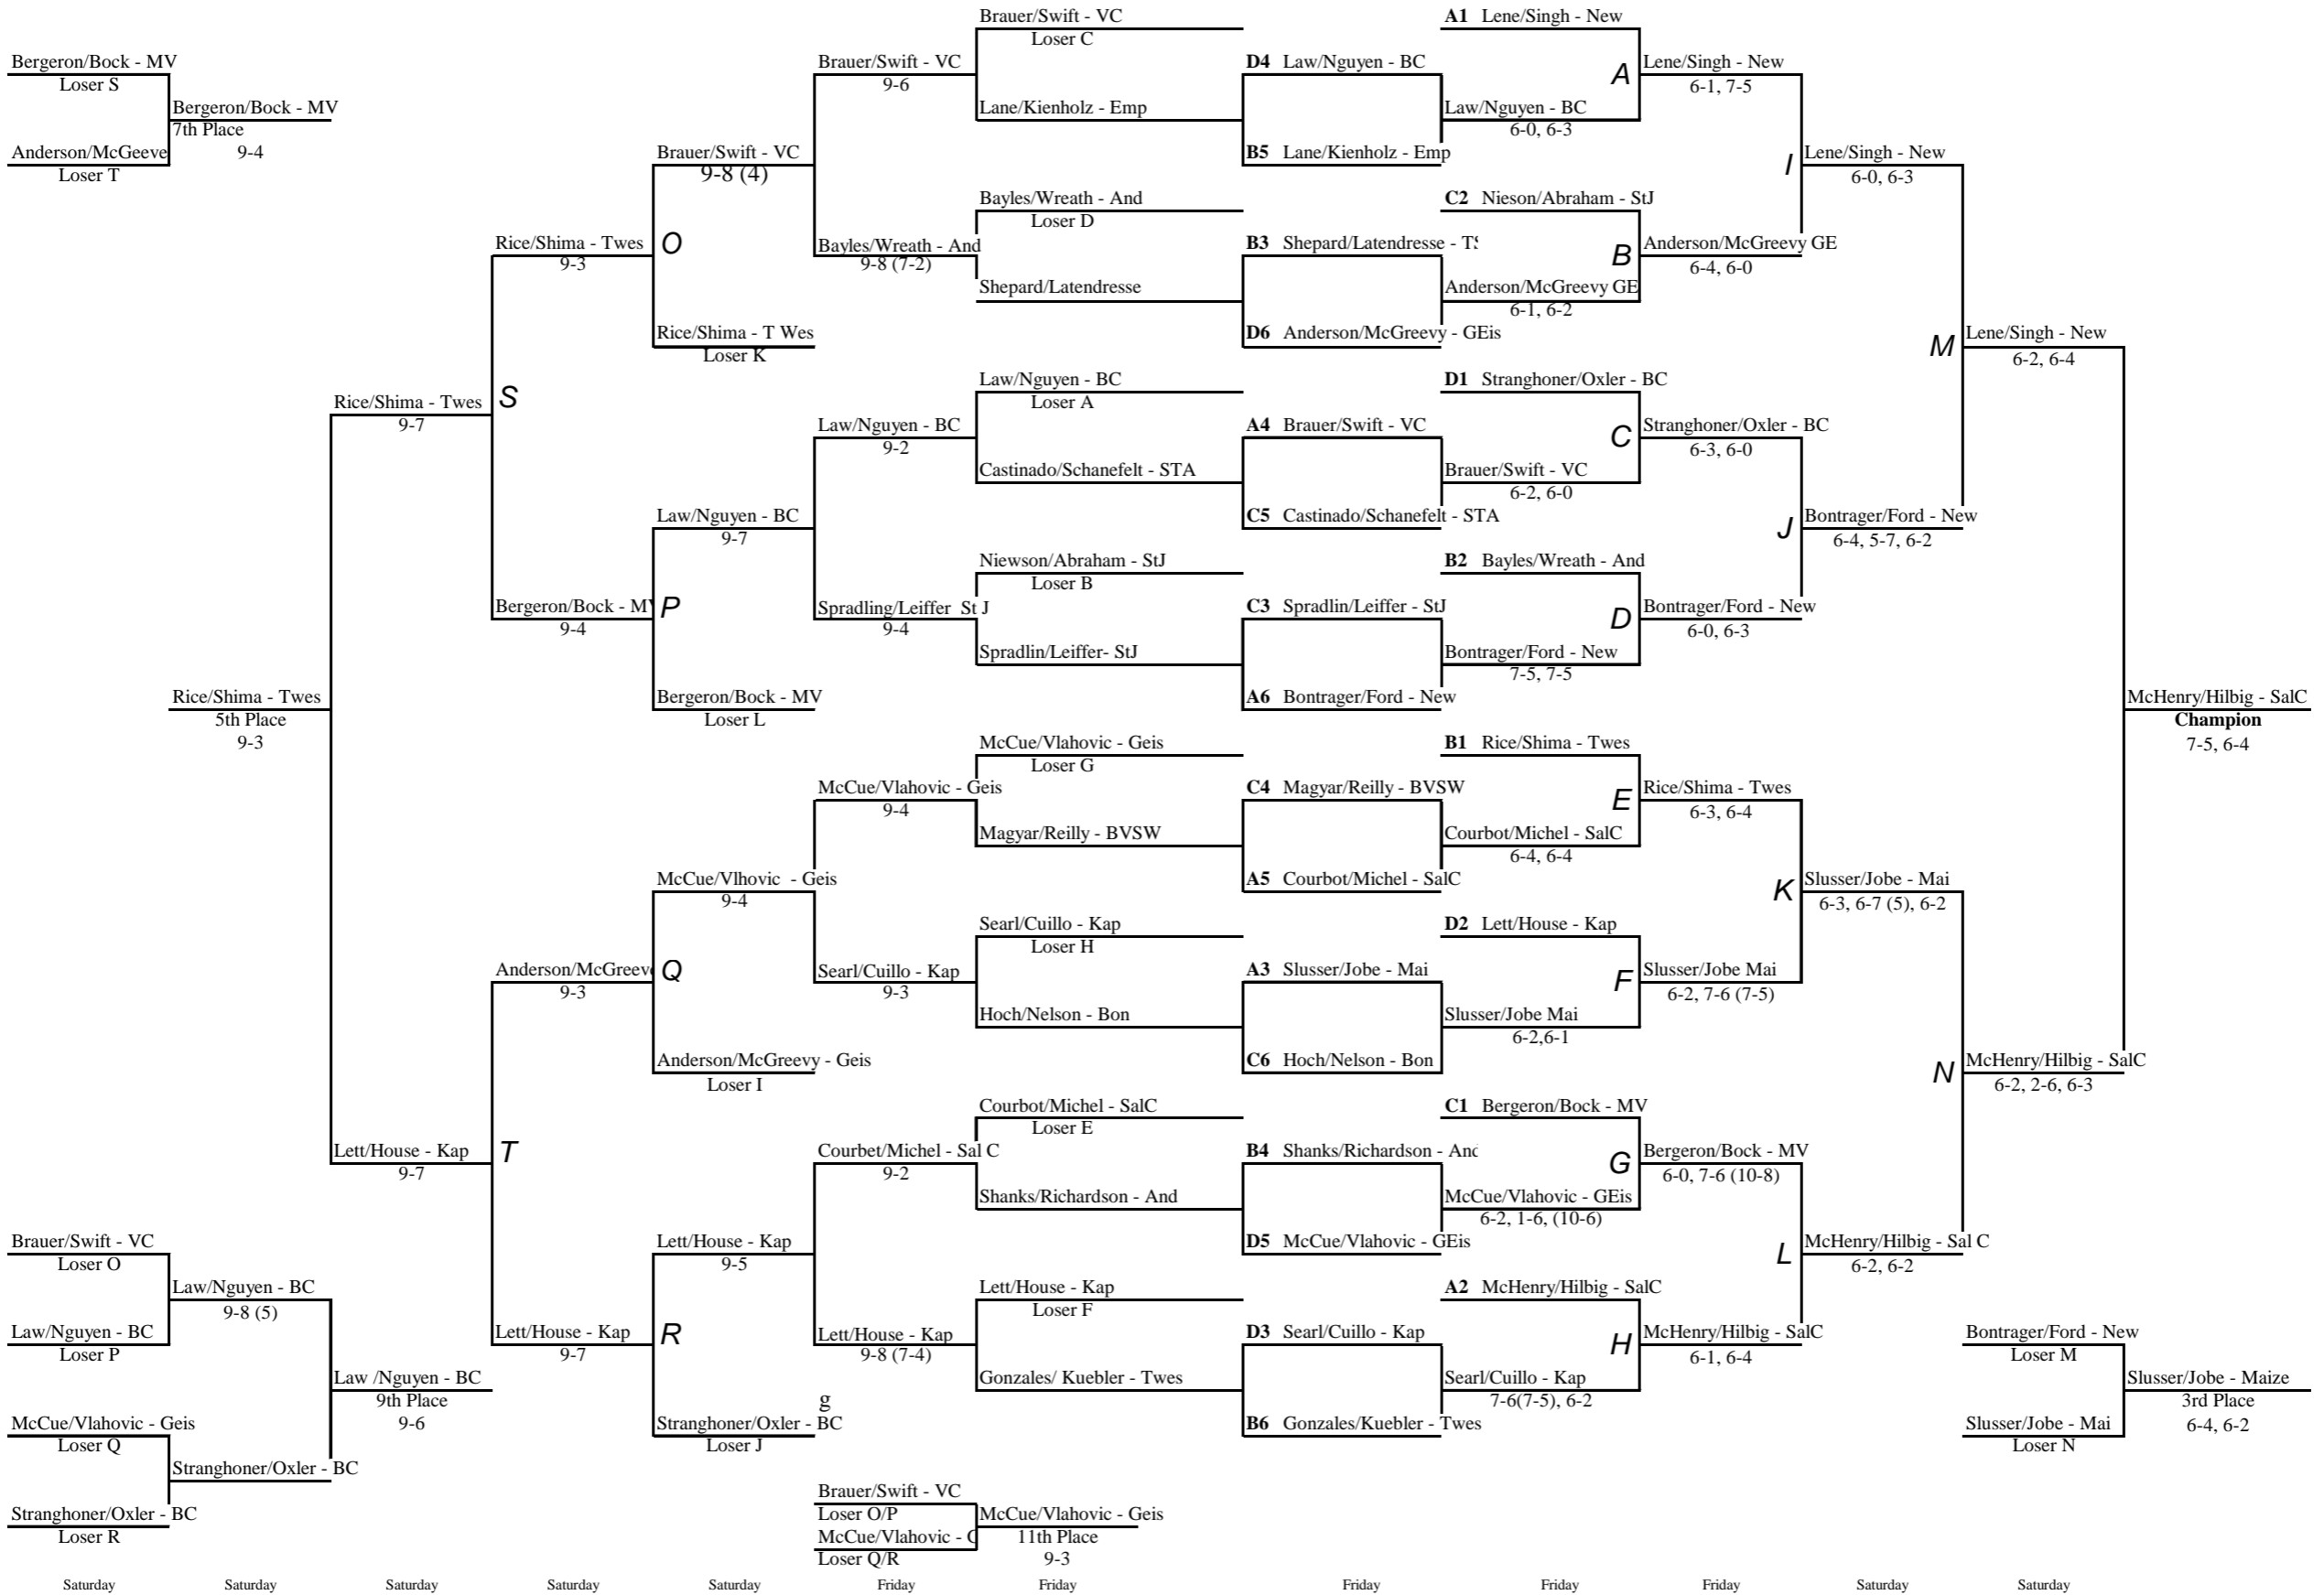 Brauer/Swift - VC
A1 Lene/Singh - New
Loser C
Bergeron/Bock - MV
Brauer/Swift - VC
D4 Law/Nguyen - BC
A
Lene/Singh - New
Loser S
9-6
6-1, 7-5
Bergeron/Bock - MV
Lane/Kienholz - Emp
Law/Nguyen - BC
7th Place
6-0, 6-3
Anderson/McGeeve
9-4
Brauer/Swift - VC
B5 Lane/Kienholz - Emp
I
Lene/Singh - New
Loser T
9-8 (4)
6-0, 6-3
Bayles/Wreath - And
C2 Nieson/Abraham - StJ
Loser D
Rice/Shima - Twes
O
Bayles/Wreath - And
B3 Shepard/Latendresse - TS
B
Anderson/McGreevy GE
9-3
9-8 (7-2)
6-4, 6-0
Shepard/Latendresse
Anderson/McGreevy GE
6-1, 6-2
Rice/Shima - T Wes
D6 Anderson/McGreevy - GEis
M
Lene/Singh - New
Loser K
6-2, 6-4
Law/Nguyen - BC
D1 Stranghoner/Oxler - BC
Rice/Shima - Twes
S
Loser A
9-7
Law/Nguyen - BC
A4 Brauer/Swift - VC
C
Stranghoner/Oxler - BC
9-2
6-3, 6-0
Castinado/Schanefelt - STA
Brauer/Swift - VC
6-2, 6-0
Law/Nguyen - BC
C5 Castinado/Schanefelt - STA
J
Bontrager/Ford - New
9-7
6-4, 5-7, 6-2
Niewson/Abraham - StJ
B2 Bayles/Wreath - And
Loser B
Bergeron/Bock - MV
P
Spradling/Leiffer St J
C3 Spradlin/Leiffer - StJ
D
Bontrager/Ford - New
9-4
9-4
6-0, 6-3
Spradlin/Leiffer- StJ
Bontrager/Ford - New
7-5, 7-5
Rice/Shima - Twes
Bergeron/Bock - MV
A6 Bontrager/Ford - New
McHenry/Hilbig - SalC
5th Place
Loser L
Champion
9-3
McCue/Vlahovic - Geis
B1 Rice/Shima - Twes
7-5, 6-4
Loser G
McCue/Vlahovic - Geis
C4 Magyar/Reilly - BVSW
E
Rice/Shima - Twes
9-4
6-3, 6-4
Magyar/Reilly - BVSW
Courbot/Michel - SalC
6-4, 6-4
McCue/Vlhovic - Geis
A5 Courbot/Michel - SalC
K
Slusser/Jobe - Mai
9-4
6-3, 6-7 (5), 6-2
Searl/Cuillo - Kap
D2 Lett/House - Kap
Loser H
Anderson/McGreev
Q
Searl/Cuillo - Kap
A3 Slusser/Jobe - Mai
F
Slusser/Jobe Mai
9-3
9-3
6-2, 7-6 (7-5)
Hoch/Nelson - Bon
Slusser/Jobe Mai
6-2,6-1
Anderson/McGreevy - Geis
C6 Hoch/Nelson - Bon
N
McHenry/Hilbig - SalC
Loser I
6-2, 2-6, 6-3
Courbot/Michel - SalC
C1 Bergeron/Bock - MV
Loser E
Lett/House - Kap
T
Courbet/Michel - Sal C
B4 Shanks/Richardson - And
G
Bergeron/Bock - MV
9-7
9-2
6-0, 7-6 (10-8)
Shanks/Richardson - And
McCue/Vlahovic - GEis
6-2, 1-6, (10-6)
Brauer/Swift - VC
Lett/House - Kap
D5 McCue/Vlahovic - GEis
L
McHenry/Hilbig - Sal C
Loser O
9-5
6-2, 6-2
Law/Nguyen - BC
Lett/House - Kap
A2 McHenry/Hilbig - SalC
9-8 (5)
Loser F
Law/Nguyen - BC
Lett/House - Kap
R
Lett/House - Kap
D3 Searl/Cuillo - Kap
H
McHenry/Hilbig - SalC
Bontrager/Ford - New
Loser P
9-7
9-8 (7-4)
6-1, 6-4
Loser M
Law /Nguyen - BC
Gonzales/ Kuebler - Twes
Searl/Cuillo - Kap
Slusser/Jobe - Maize
9th Place
g
7-6(7-5), 6-2
3rd Place
McCue/Vlahovic - Geis
9-6
Stranghoner/Oxler - BC
B6 Gonzales/Kuebler - Twes
Slusser/Jobe - Mai
6-4, 6-2
Loser Q
Loser J
Loser N
Stranghoner/Oxler - BC
Brauer/Swift - VC
Stranghoner/Oxler - BC
Loser O/P
McCue/Vlahovic - Geis
Loser R
McCue/Vlahovic - G
11th Place
Loser Q/R
9-3
Saturday Saturday Saturday Saturday Saturday Friday Friday Friday Friday Friday Saturday Saturday